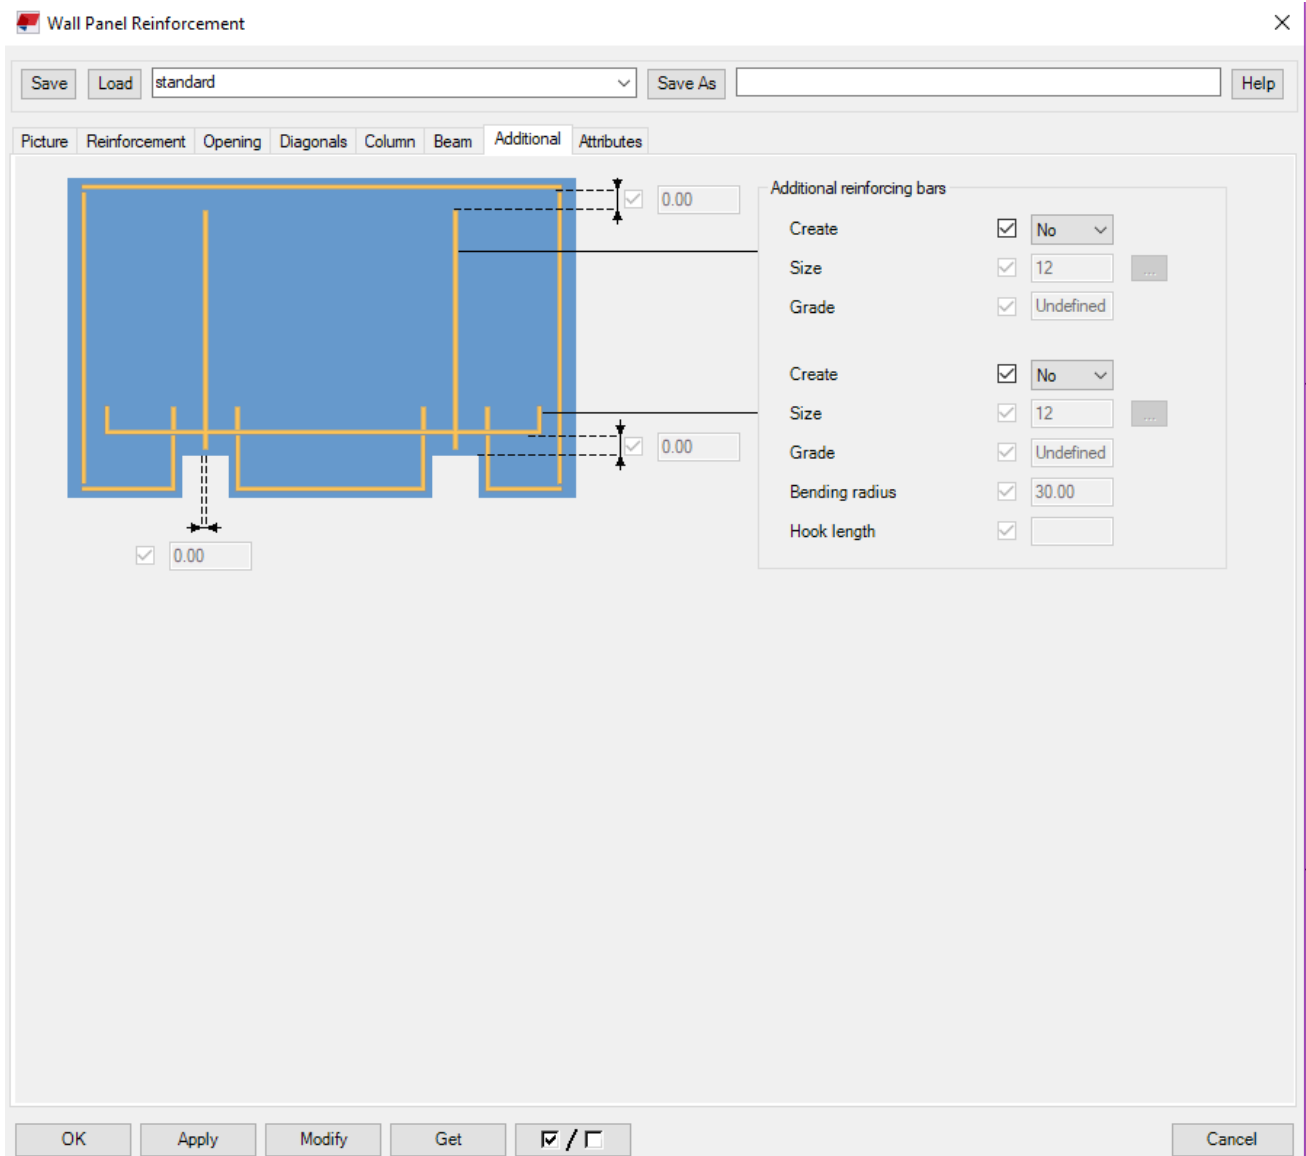 Wall Panel Reinforcement
Save Load standard Save As Help
Picture Reinforcement Opening Diagonals Column Beam Additional Attributes
0.00
0.00
0.00
Additional reinforcing bars
Create No
Size 12 ...
Grade Undefined
Create No
Size 12 ...
Grade Undefined
Bending radius 30.00
Hook length
OK Apply Modify Get / Cancel